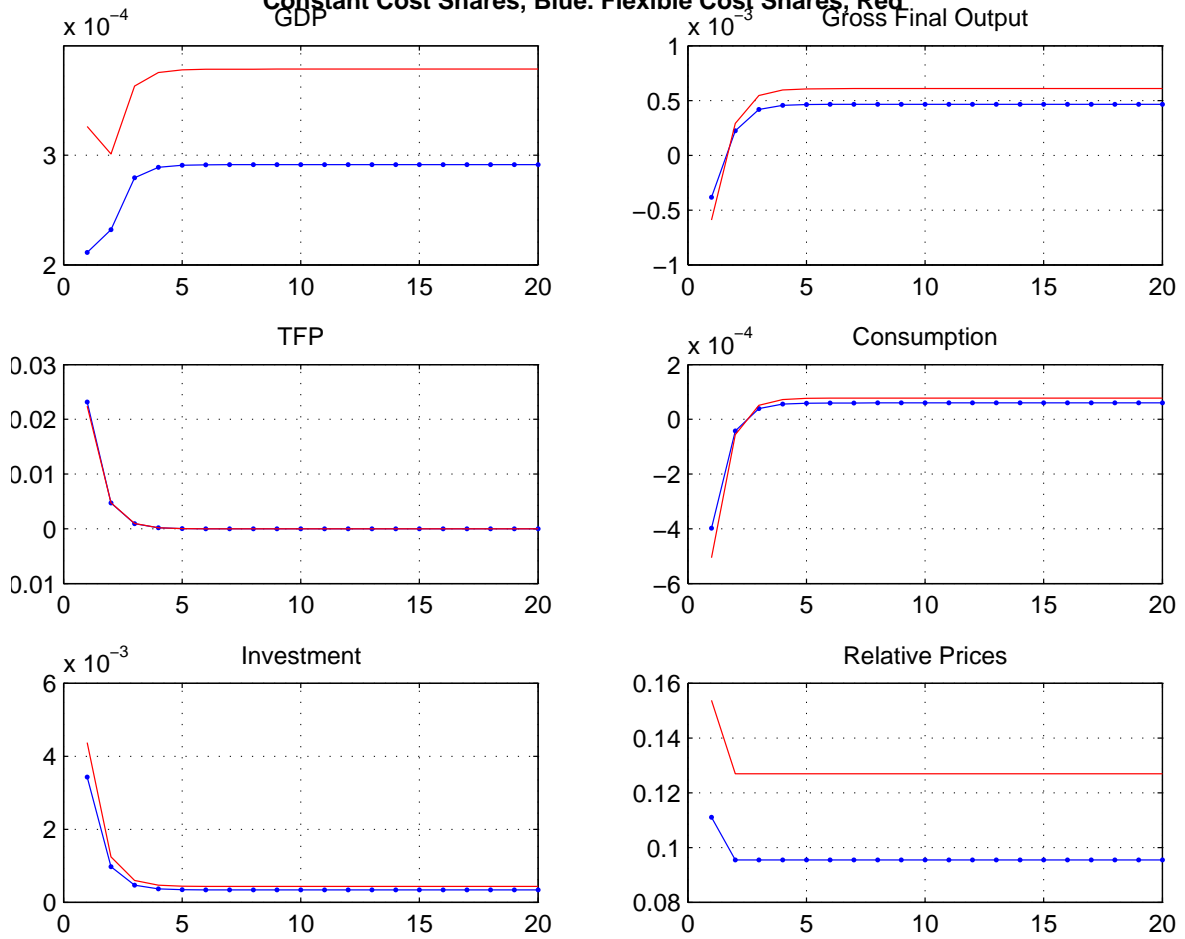 Constant Cost Shares, Blue. Flexible Cost Shares, Red
x 10⁻⁴
GDP
4
3
2
0 5 10 15 20
x 10⁻³
Gross Final Output
1
0.5
0
−0.5
−1
0 5 10 15 20
TFP
0.03
0.02
0.01
0
0.01
0 5 10 15 20
x 10⁻⁴
Consumption
2
0
−2
−4
−6
0 5 10 15 20
x 10⁻³
Investment
6
4
2
0
0 5 10 15 20
Relative Prices
0.16
0.14
0.12
0.1
0.08
0 5 10 15 20